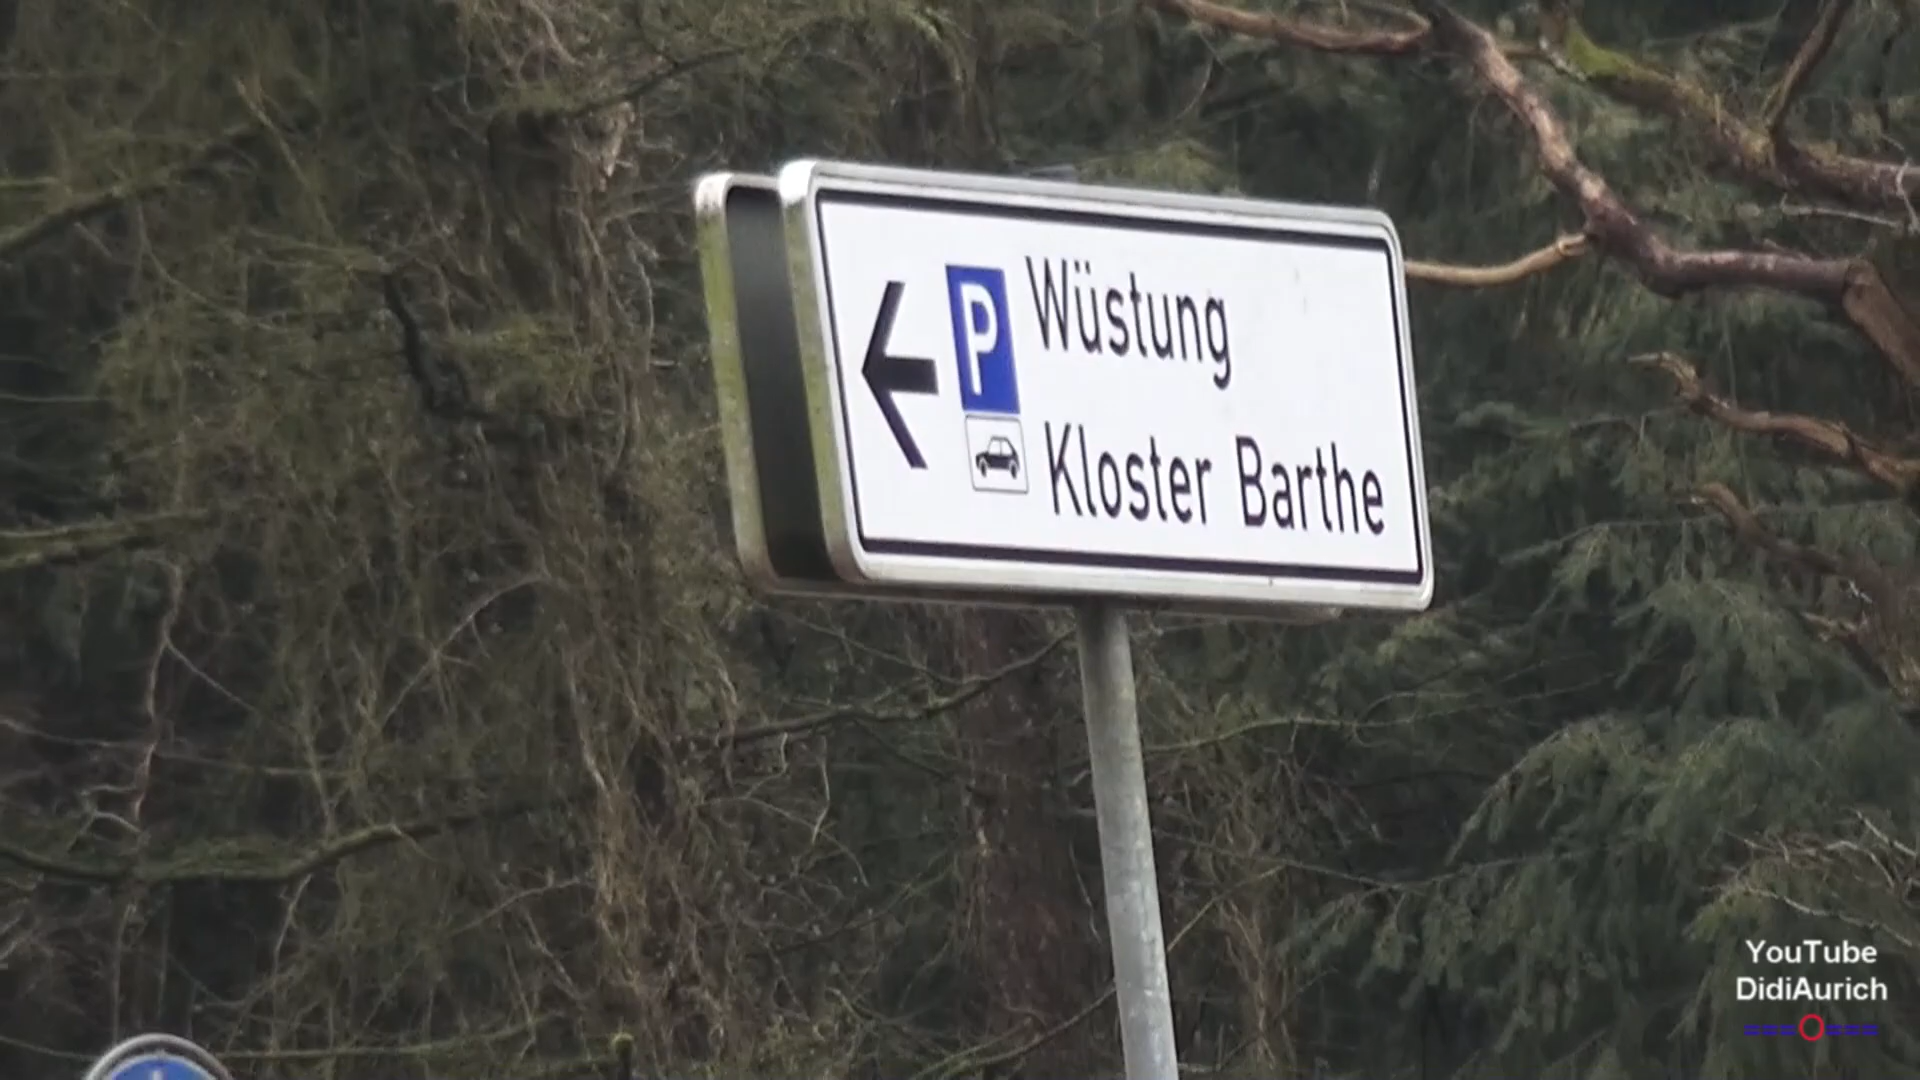 P Wüstung
Kloster Barthe
YouTube
DidiAurich
===O===